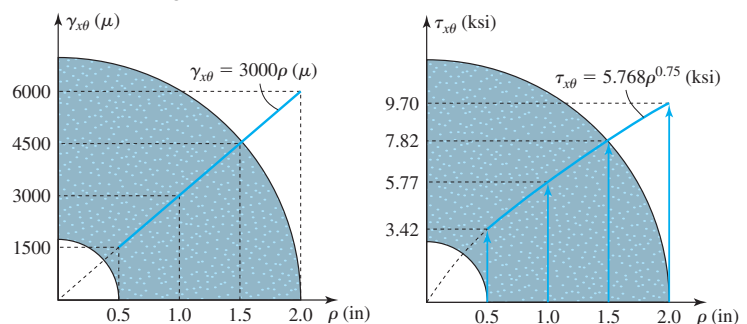 γxθ (μ)
γxθ = 3000ρ (μ)
6000
4500
3000
1500
0.5 1.0 1.5 2.0 ρ (in)
τxθ (ksi)
τxθ = 5.768ρ^0.75 (ksi)
9.70
7.82
5.77
3.42
0.5 1.0 1.5 2.0 ρ (in)